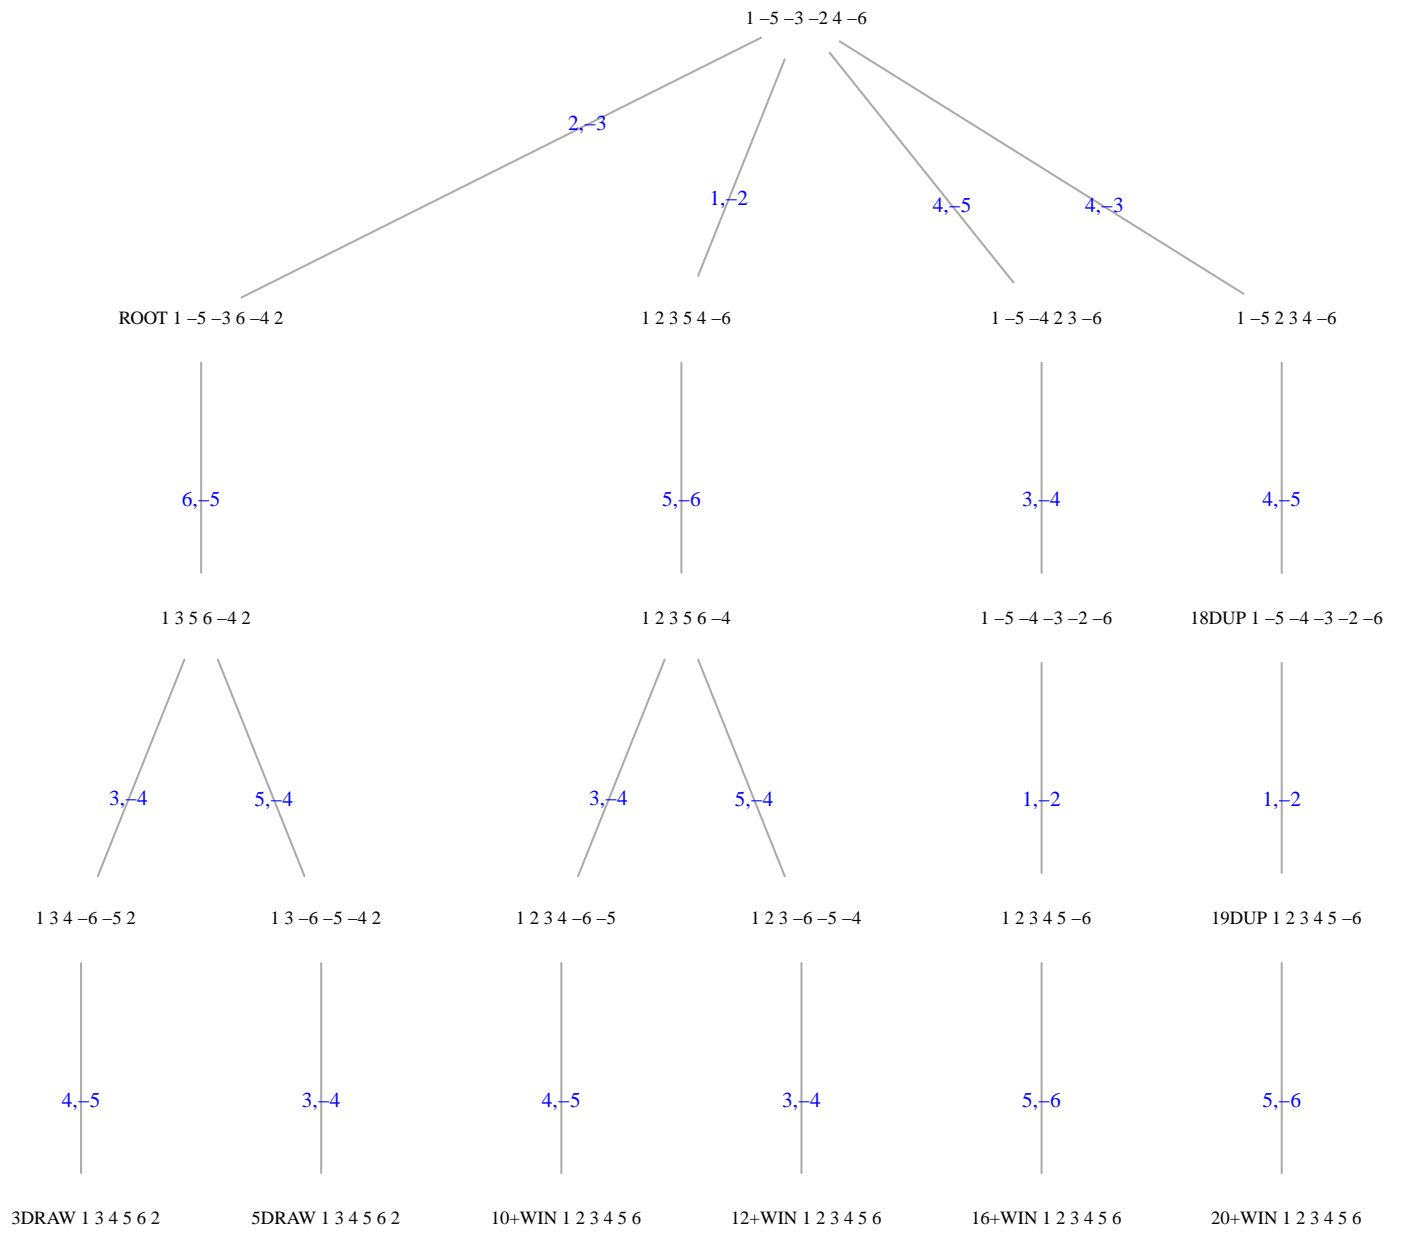 1 –5 –3 –2 4 –6
2,–3
1,–2
4,–5
4,–3
ROOT 1 –5 –3 6 –4 2
1 2 3 5 4 –6
1 –5 –4 2 3 –6
1 –5 2 3 4 –6
6,–5
5,–6
3,–4
4,–5
1 3 5 6 –4 2
1 2 3 5 6 –4
1 –5 –4 –3 –2 –6
18DUP 1 –5 –4 –3 –2 –6
3,–4
5,–4
3,–4
5,–4
1,–2
1,–2
1 3 4 –6 –5 2
1 3 –6 –5 –4 2
1 2 3 4 –6 –5
1 2 3 –6 –5 –4
1 2 3 4 5 –6
19DUP 1 2 3 4 5 –6
4,–5
3,–4
4,–5
3,–4
5,–6
5,–6
3DRAW 1 3 4 5 6 2
5DRAW 1 3 4 5 6 2
10+WIN 1 2 3 4 5 6
12+WIN 1 2 3 4 5 6
16+WIN 1 2 3 4 5 6
20+WIN 1 2 3 4 5 6